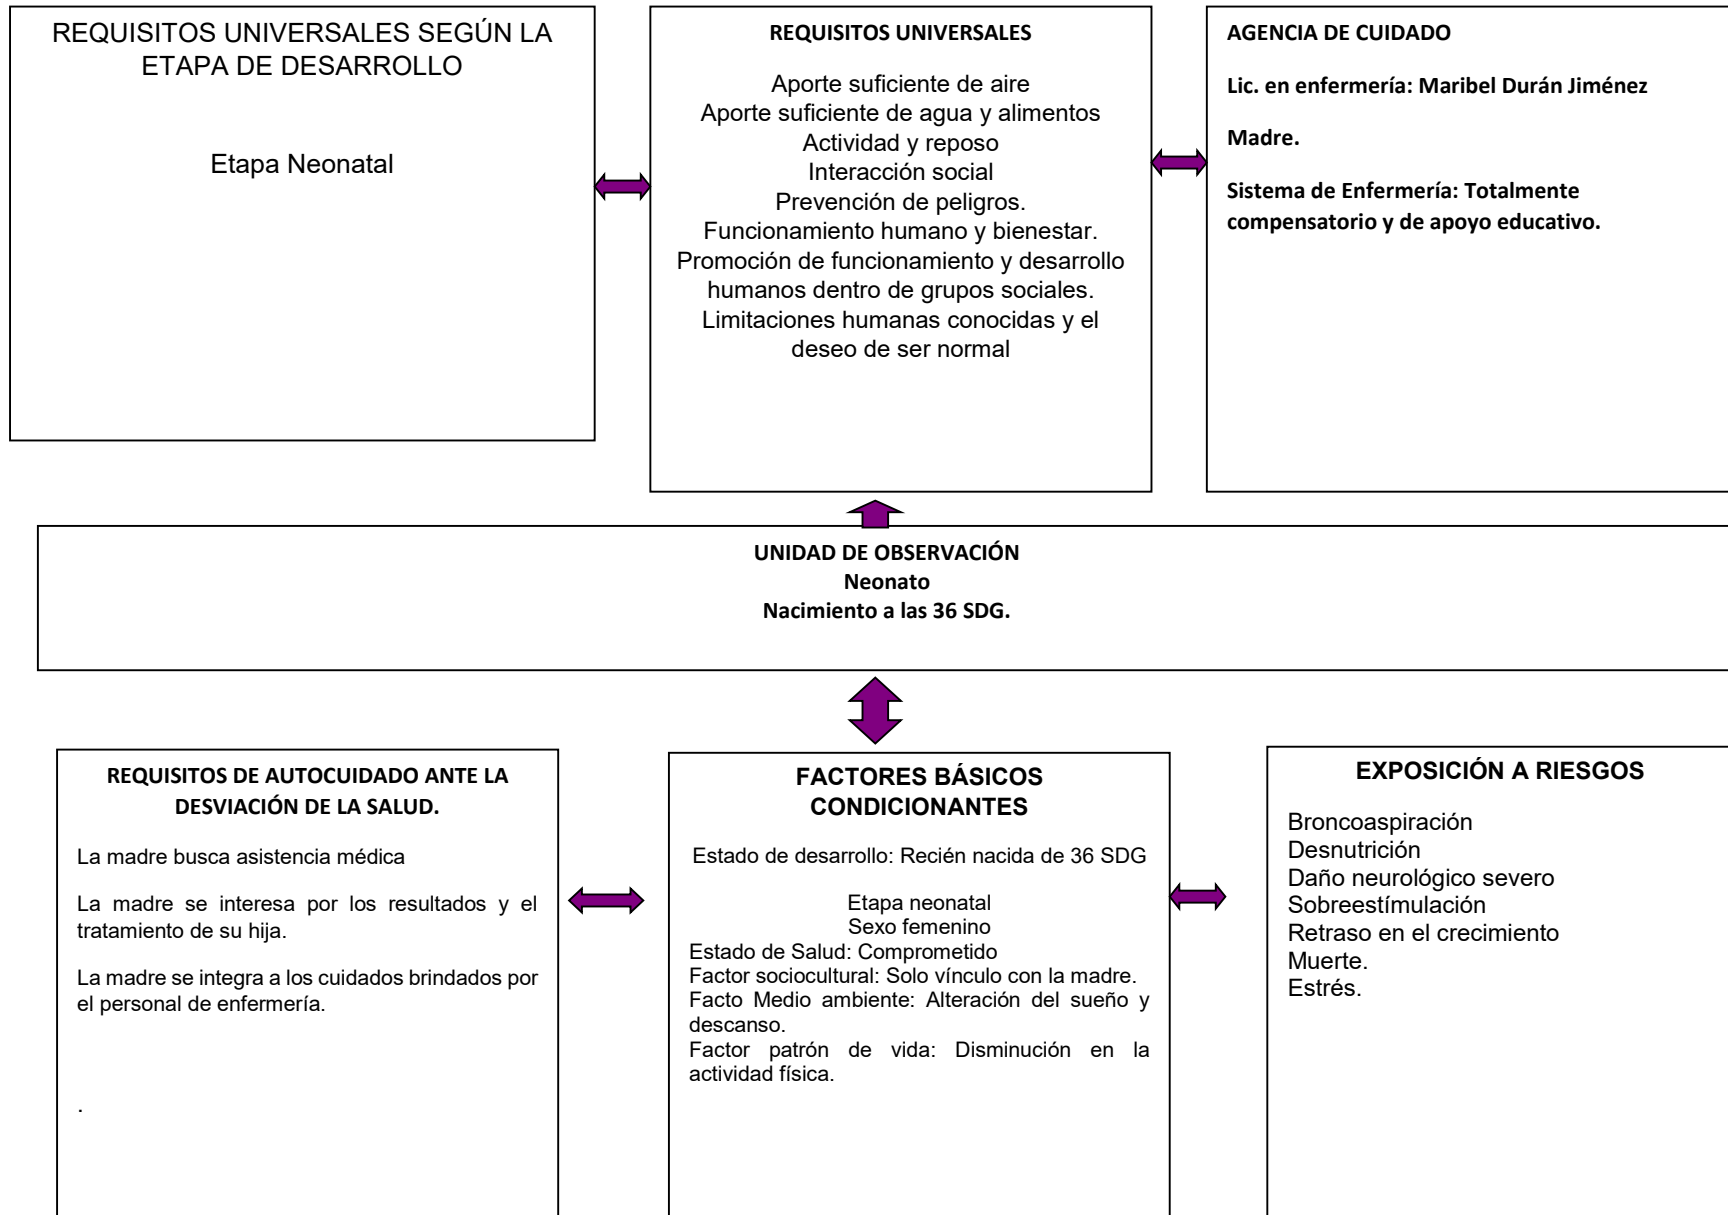 REQUISITOS UNIVERSALES SEGÚN LA
ETAPA DE DESARROLLO
Etapa Neonatal
REQUISITOS UNIVERSALES
Aporte suficiente de aire
Aporte suficiente de agua y alimentos
Actividad y reposo
Interacción social
Prevención de peligros.
Funcionamiento humano y bienestar.
Promoción de funcionamiento y desarrollo
humanos dentro de grupos sociales.
Limitaciones humanas conocidas y el
deseo de ser normal
AGENCIA DE CUIDADO
Lic. en enfermería: Maribel Durán Jiménez
Madre.
Sistema de Enfermería: Totalmente
compensatorio y de apoyo educativo.
UNIDAD DE OBSERVACIÓN
Neonato
Nacimiento a las 36 SDG.
REQUISITOS DE AUTOCUIDADO ANTE LA
DESVIACIÓN DE LA SALUD.
La madre busca asistencia médica
La madre se interesa por los resultados y el
tratamiento de su hija.
La madre se integra a los cuidados brindados por
el personal de enfermería.
.
FACTORES BÁSICOS
CONDICIONANTES
Estado de desarrollo: Recién nacida de 36 SDG
Etapa neonatal
Sexo femenino
Estado de Salud: Comprometido
Factor sociocultural: Solo vínculo con la madre.
Facto Medio ambiente: Alteración del sueño y
descanso.
Factor patrón de vida: Disminución en la
actividad física.
EXPOSICIÓN A RIESGOS
Broncoaspiración
Desnutrición
Daño neurológico severo
Sobreestímulación
Retraso en el crecimiento
Muerte.
Estrés.